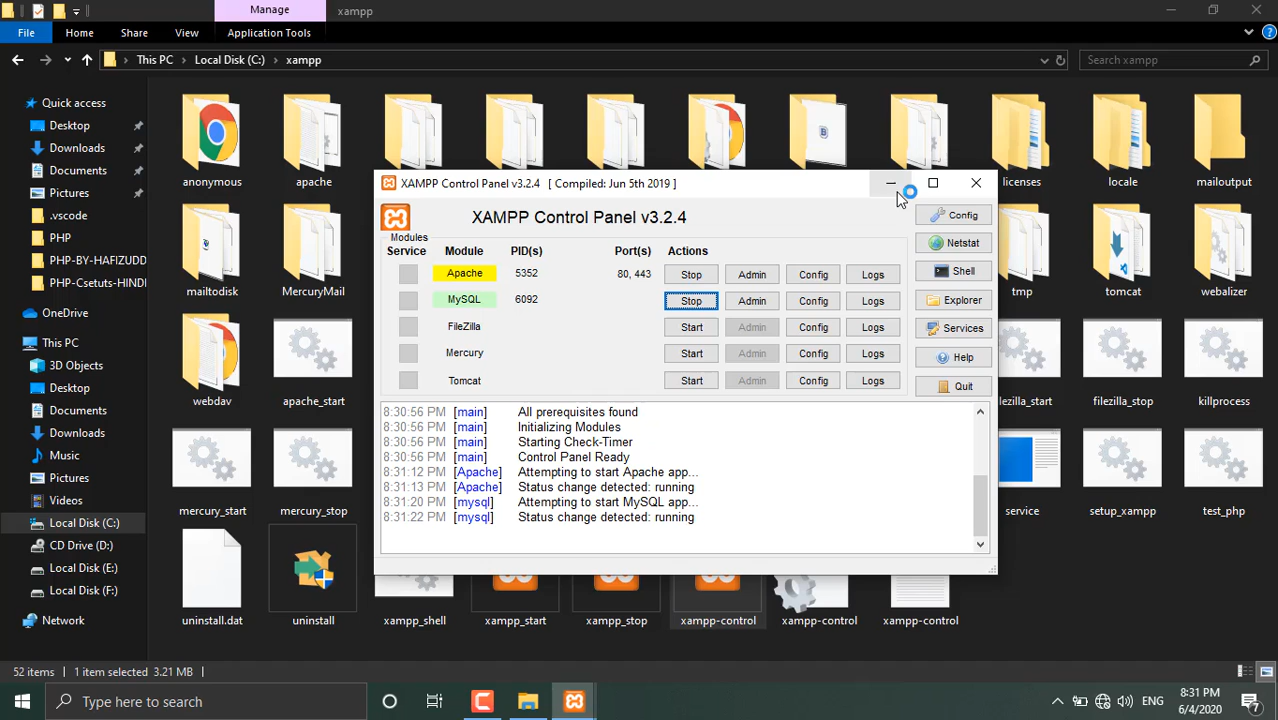 Manage
xampp
File
Home
Share
View
Application Tools
This PC
Local Disk (C:)
xampp
Search xampp
Quick access
Desktop
Downloads
Documents
Pictures
.vscode
PHP
PHP-BY-HAFIZUDD
PHP-Csetuts-HINDI
OneDrive
This PC
3D Objects
Desktop
Documents
Downloads
Music
Pictures
Videos
Local Disk (C:)
CD Drive (D:)
Local Disk (E:)
Local Disk (F:)
Network
anonymous
apache
licenses
locale
mailoutput
mailtodisk
MercuryMail
tmp
tomcat
webalizer
webdav
apache_start
filezilla_start
filezilla_stop
killprocess
mercury_start
mercury_stop
service
setup_xampp
test_php
uninstall.dat
uninstall
xampp_shell
xampp_start
xampp_stop
xampp-control
xampp-control
xampp-control
XAMPP Control Panel v3.2.4 [ Compiled: Jun 5th 2019 ]
XAMPP Control Panel v3.2.4
Config
Modules
Service
Module
PID(s)
Port(s)
Actions
Netstat
Apache
5352
80, 443
Stop
Admin
Config
Logs
Shell
MySQL
6092
Stop
Admin
Config
Logs
Explorer
FileZilla
Start
Admin
Config
Logs
Services
Mercury
Start
Admin
Config
Logs
Help
Tomcat
Start
Admin
Config
Logs
Quit
8:30:56 PM [main] All prerequisites found
8:30:56 PM [main] Initializing Modules
8:30:56 PM [main] Starting Check-Timer
8:30:56 PM [main] Control Panel Ready
8:31:12 PM [Apache] Attempting to start Apache app...
8:31:13 PM [Apache] Status change detected: running
8:31:20 PM [mysql] Attempting to start MySQL app...
8:31:22 PM [mysql] Status change detected: running
52 items
1 item selected 3.21 MB
Type here to search
ENG
8:31 PM
6/4/2020
7